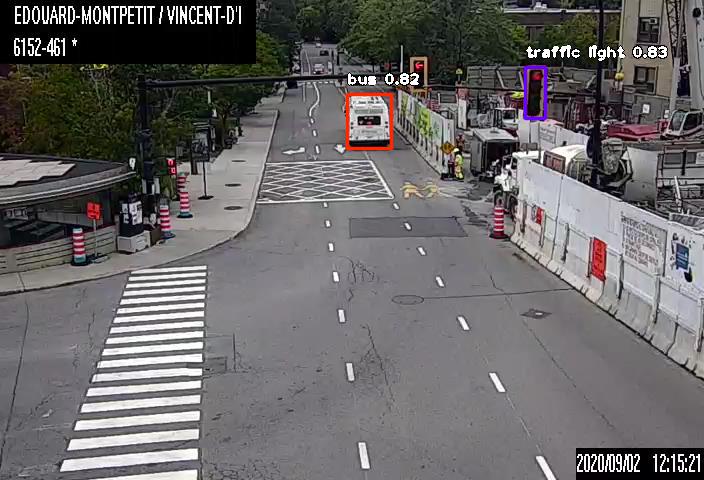 EDOUARD-MONTPETIT / VINCENT-D'I
6152-461 *
traffic light 0.83
bus 0.82
2020/09/02 12:15:21